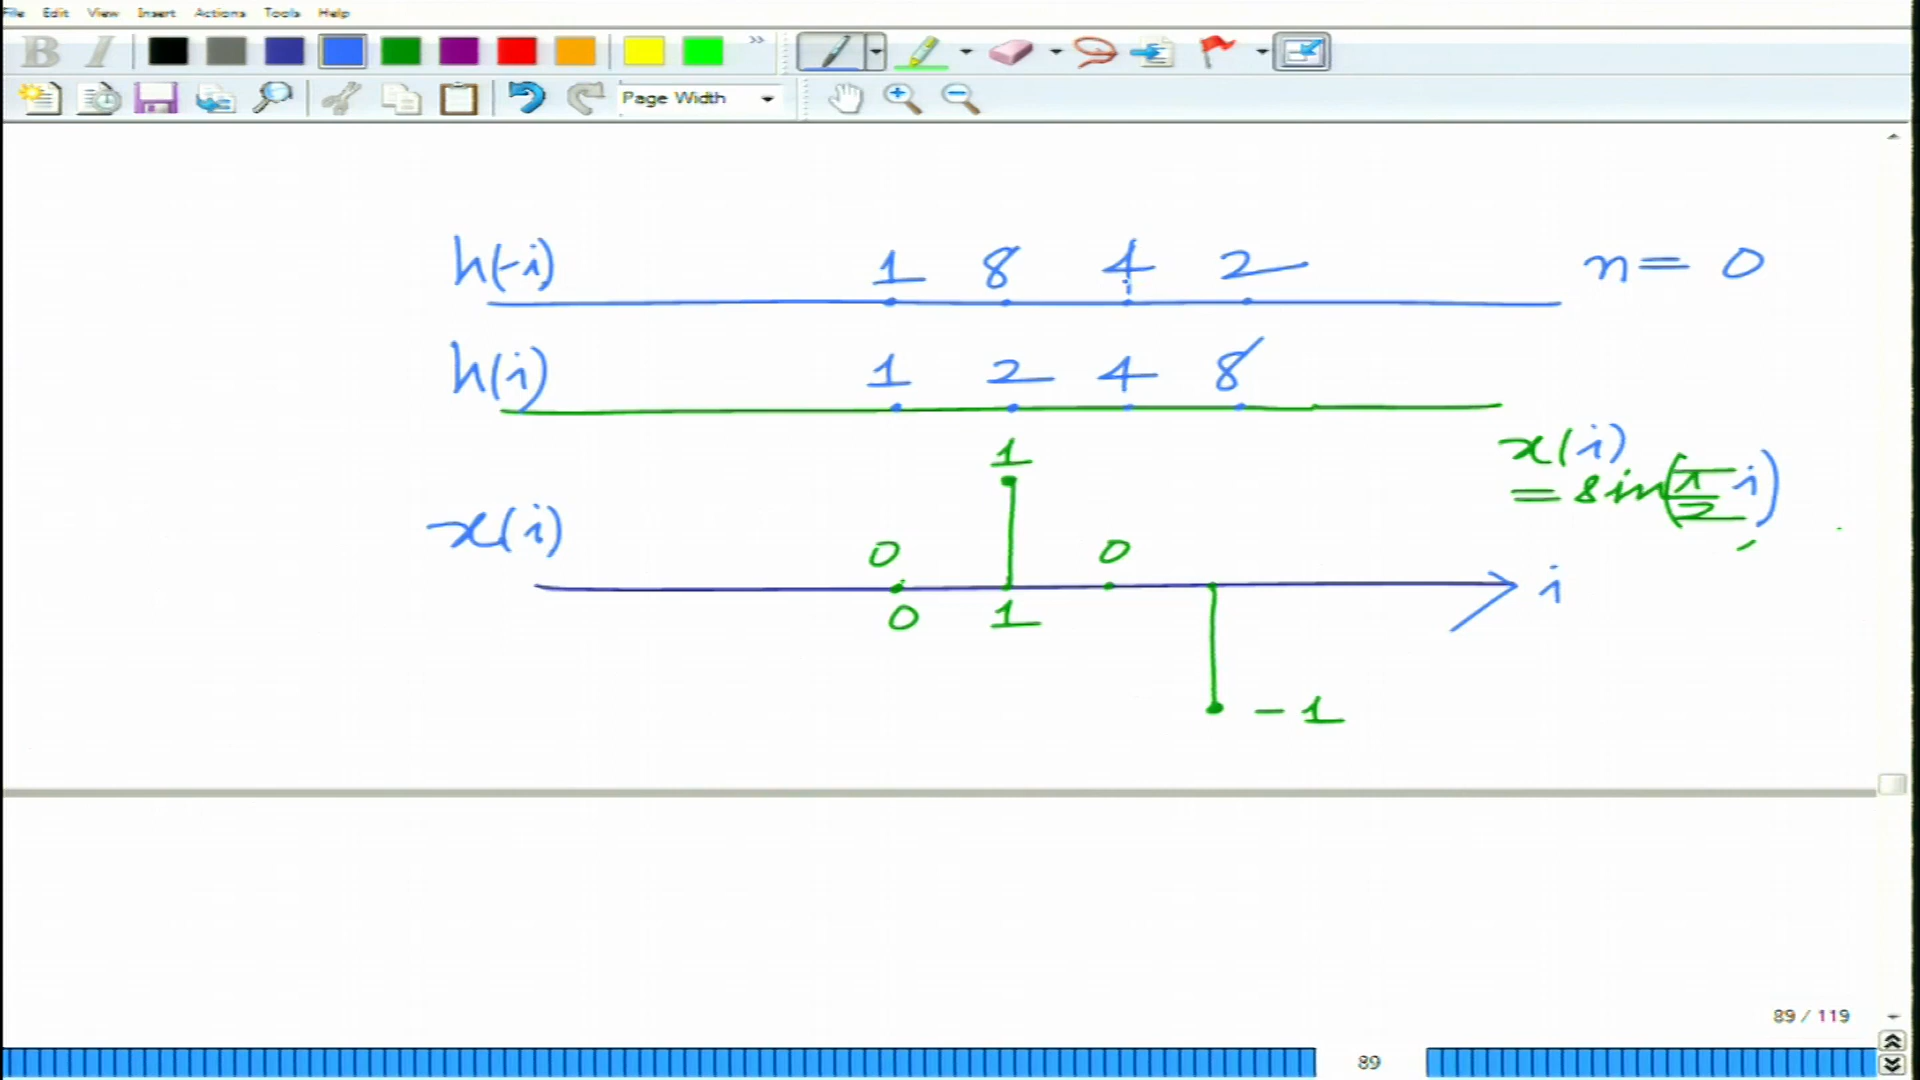 File Edit View Insert Actions Tools Help
B I
Page Width
h(-i) 1 8 4 2 n = 0
h(i) 1 2 4 8
x(i)
= sin(π/2 i)
1
x(i) 0 0
i
0 1
-1
89 / 119
89